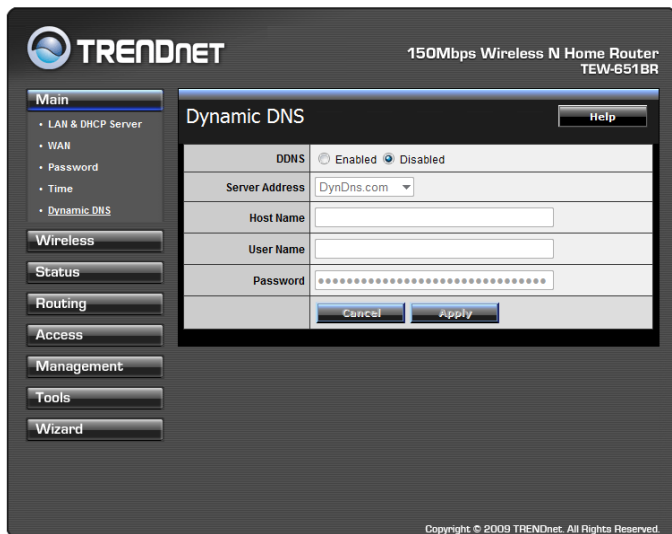 TRENDNET
150Mbps Wireless N Home Router
TEW-651BR
Main
• LAN & DHCP Server
• WAN
• Password
• Time
• Dynamic DNS
Wireless
Status
Routing
Access
Management
Tools
Wizard
Dynamic DNS
Help
DDNS Enabled Disabled
Server Address DynDns.com
Host Name
User Name
Password ••••••••••••••••••••••••••••••••
Cancel Apply
Copyright © 2009 TRENDnet. All Rights Reserved.